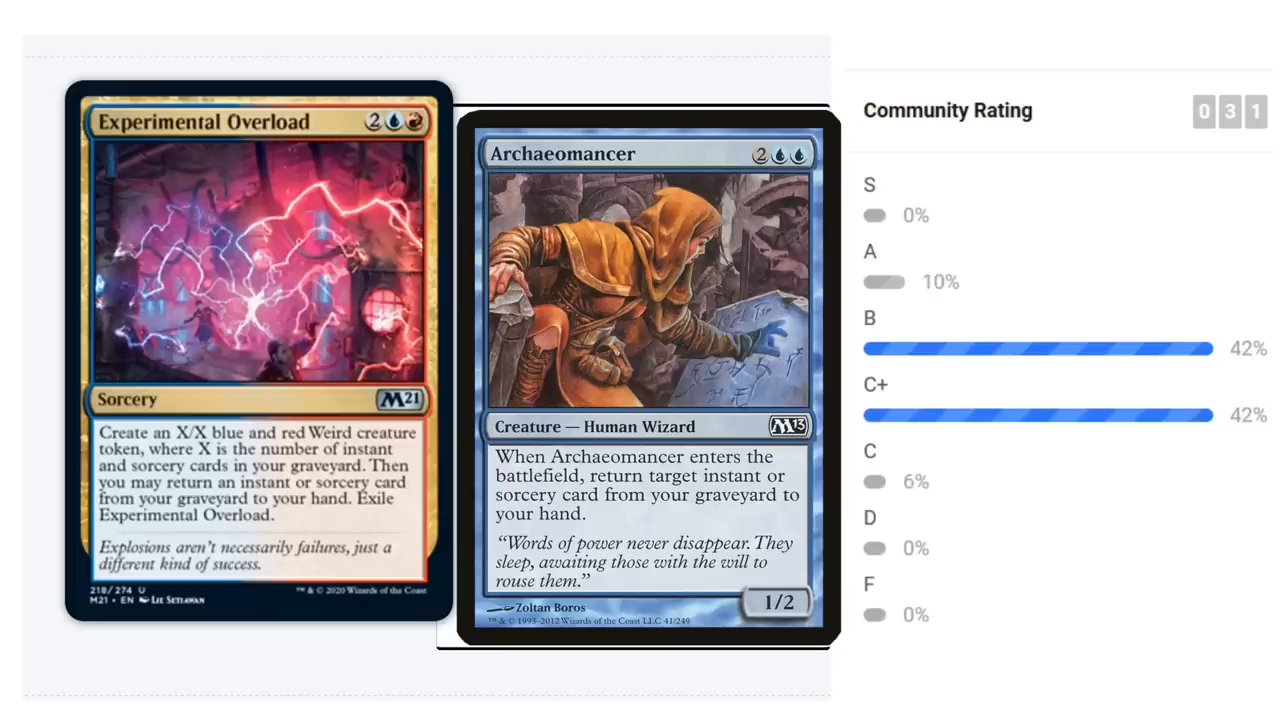 Experimental Overload 2
Sorcery M21
Create an X/X blue and red Weird creature
token, where X is the number of instant
and sorcery cards in your graveyard. Then
you may return an instant or sorcery card
from your graveyard to your hand. Exile
Experimental Overload.
Explosions aren't necessarily failures, just a
different kind of success.
218/274 U
M21 • EN Lie Setiawan
™ & © 2020 Wizards of the Coast
Archaeomancer 2
Creature — Human Wizard M13
When Archaeomancer enters the
battlefield, return target instant or
sorcery card from your graveyard to
your hand.
“Words of power never disappear. They
sleep, awaiting those with the will to
rouse them.”
1/2
Zoltan Boros
™ & © 1993–2012 Wizards of the Coast LLC 41/249
Community Rating 0 3 1
S
0%
A
10%
B
42%
C+
42%
C
6%
D
0%
F
0%